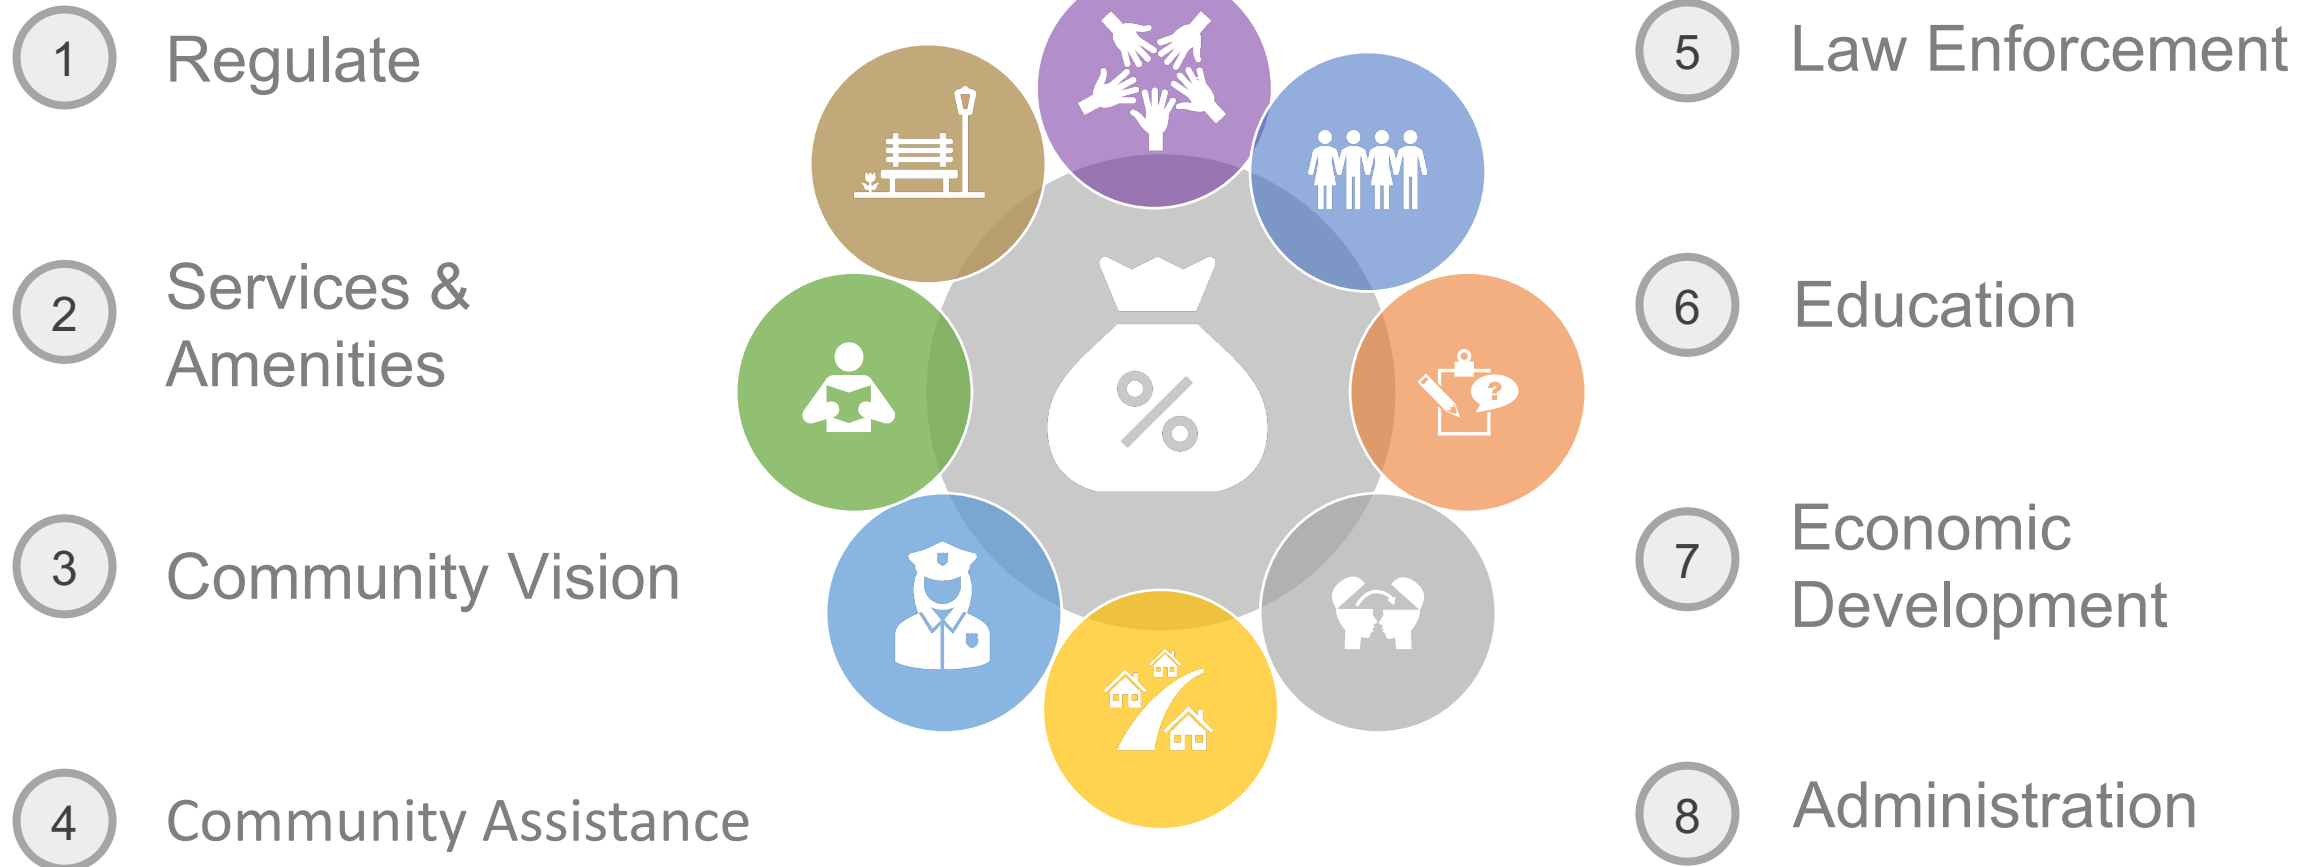 1 Regulate
2 Services &
Amenities
3 Community Vision
4 Community Assistance
%
?
5 Law Enforcement
6 Education
7 Economic
Development
8 Administration